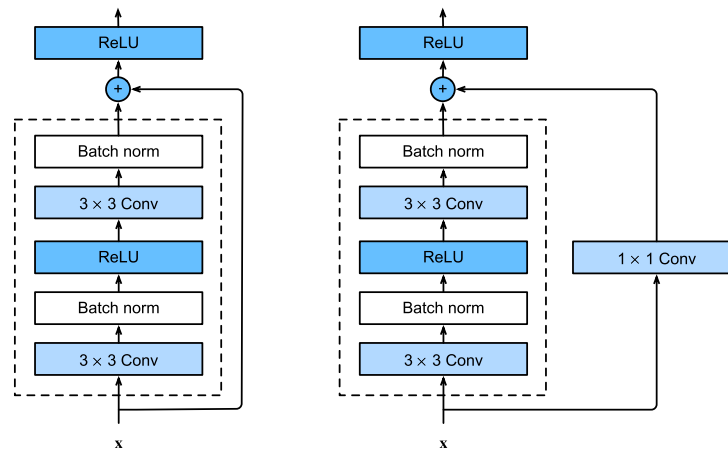 ReLU
+
Batch norm
3 × 3 Conv
ReLU
Batch norm
3 × 3 Conv
x
ReLU
+
Batch norm
3 × 3 Conv
ReLU
Batch norm
3 × 3 Conv
1 × 1 Conv
x